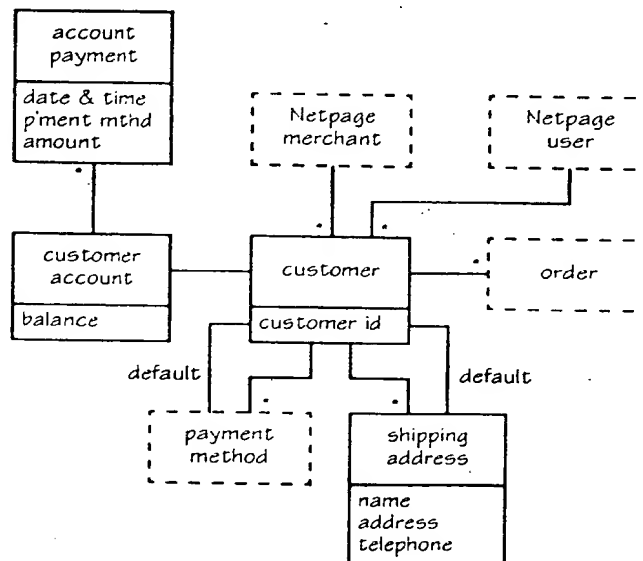 account
payment
date & time
p'ment mthd
amount
Netpage
merchant
Netpage
user
customer
account
balance
customer
customer id
order
default
default
payment
method
shipping
address
name
address
telephone